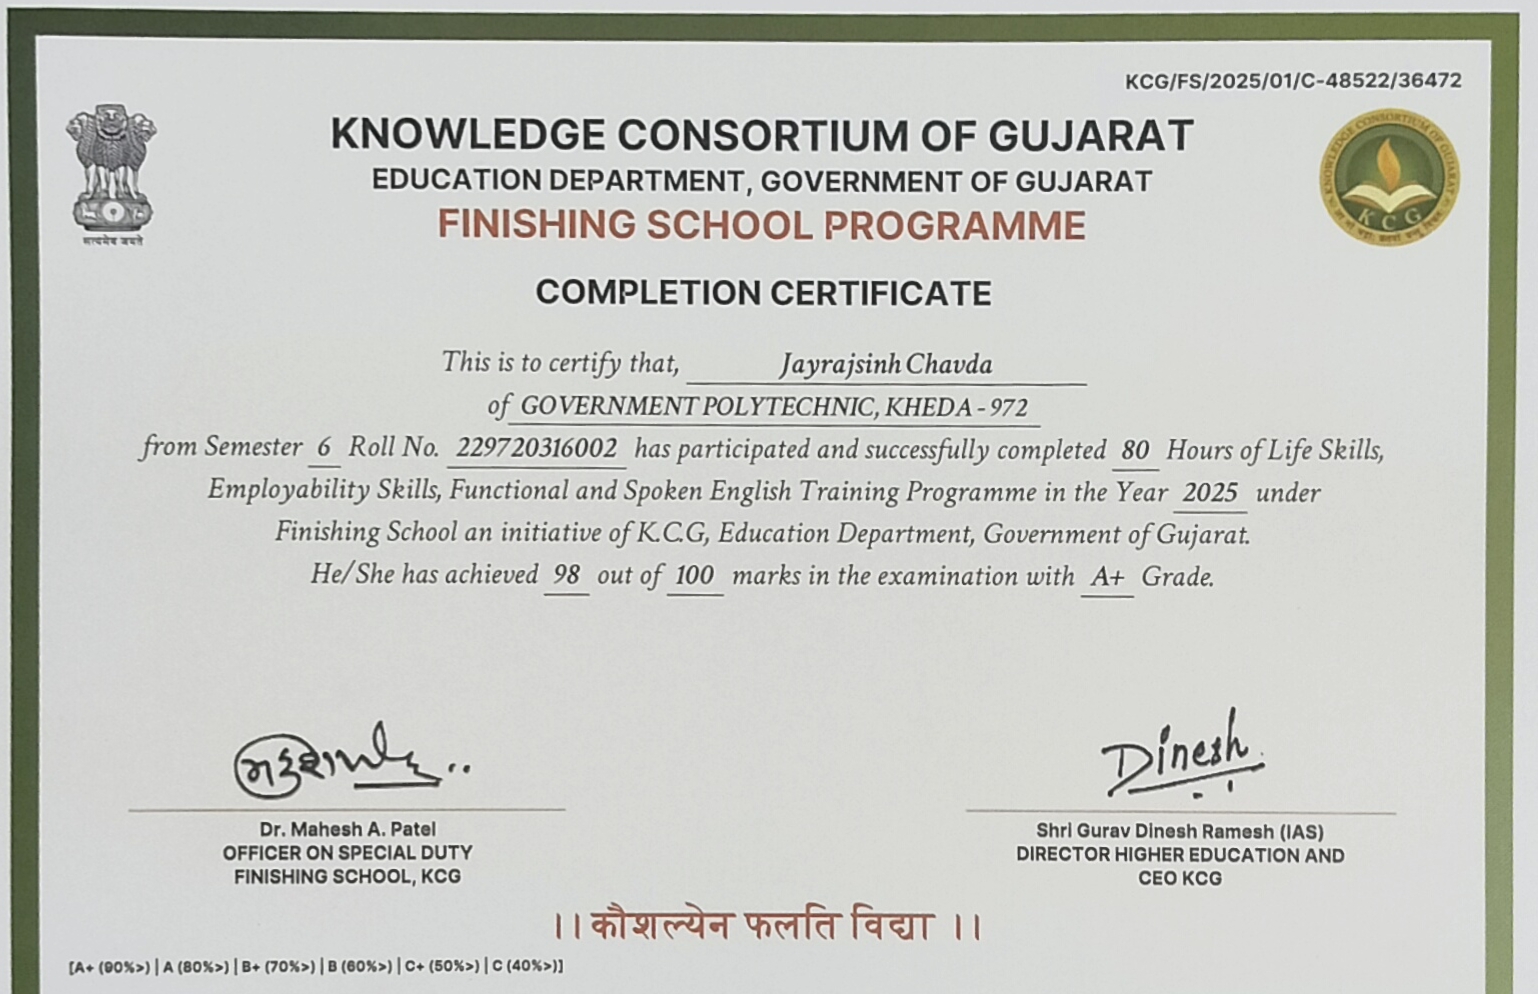 KCG/FS/2025/01/C-48522/36472
KNOWLEDGE CONSORTIUM OF GUJARAT
EDUCATION DEPARTMENT, GOVERNMENT OF GUJARAT
FINISHING SCHOOL PROGRAMME
सत्यमेव जयते
KNOWLEDGE CONSORTIUM OF GUJARAT
KCG
COMPLETION CERTIFICATE
This is to certify that, Jayrajsinh Chavda
of GOVERNMENT POLYTECHNIC, KHEDA - 972
from Semester 6 Roll No. 229720316002 has participated and successfully completed 80 Hours of Life Skills,
Employability Skills, Functional and Spoken English Training Programme in the Year 2025 under
Finishing School an initiative of K.C.G, Education Department, Government of Gujarat.
He/She has achieved 98 out of 100 marks in the examination with A+ Grade.
Dinesh
Dr. Mahesh A. Patel
OFFICER ON SPECIAL DUTY
FINISHING SCHOOL, KCG
Shri Gurav Dinesh Ramesh (IAS)
DIRECTOR HIGHER EDUCATION AND
CEO KCG
।। कौशल्येन फलति विद्या ।।
[A+ (90%>) | A (80%>) | B+ (70%>) | B (60%>) | C+ (50%>) | C (40%>)]